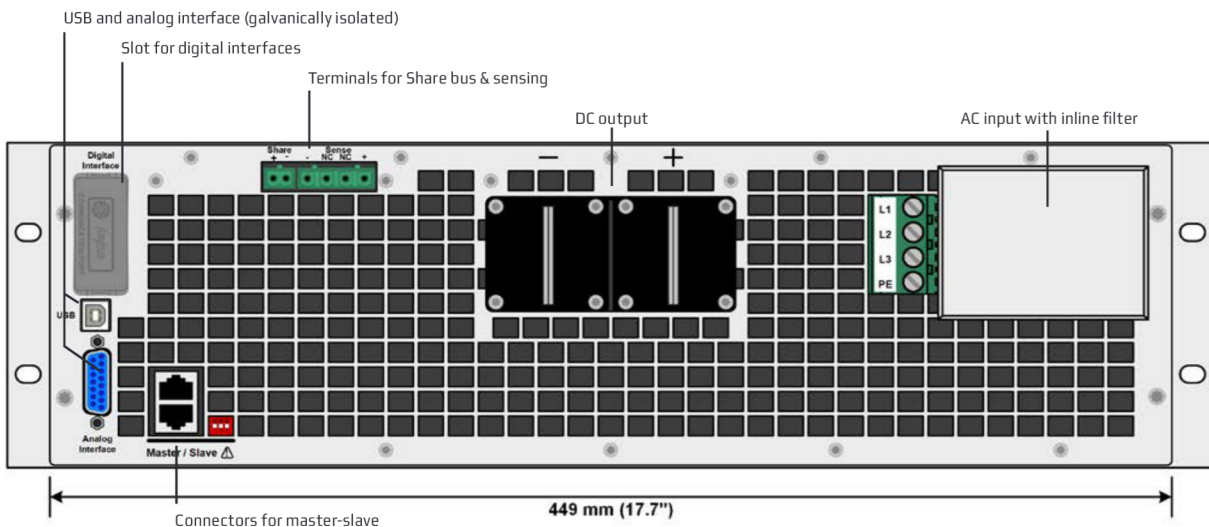 USB and analog interface (galvanically isolated)
Slot for digital interfaces
Terminals for Share bus & sensing
DC output
AC input with inline filter
Digital
Interface
Share
Sense
+ - - NC NC +
− +
Anybus
L1
L2
L3
PE
USB
Analog
Interface
Master / Slave ⚠
449 mm (17.7")
Connectors for master-slave